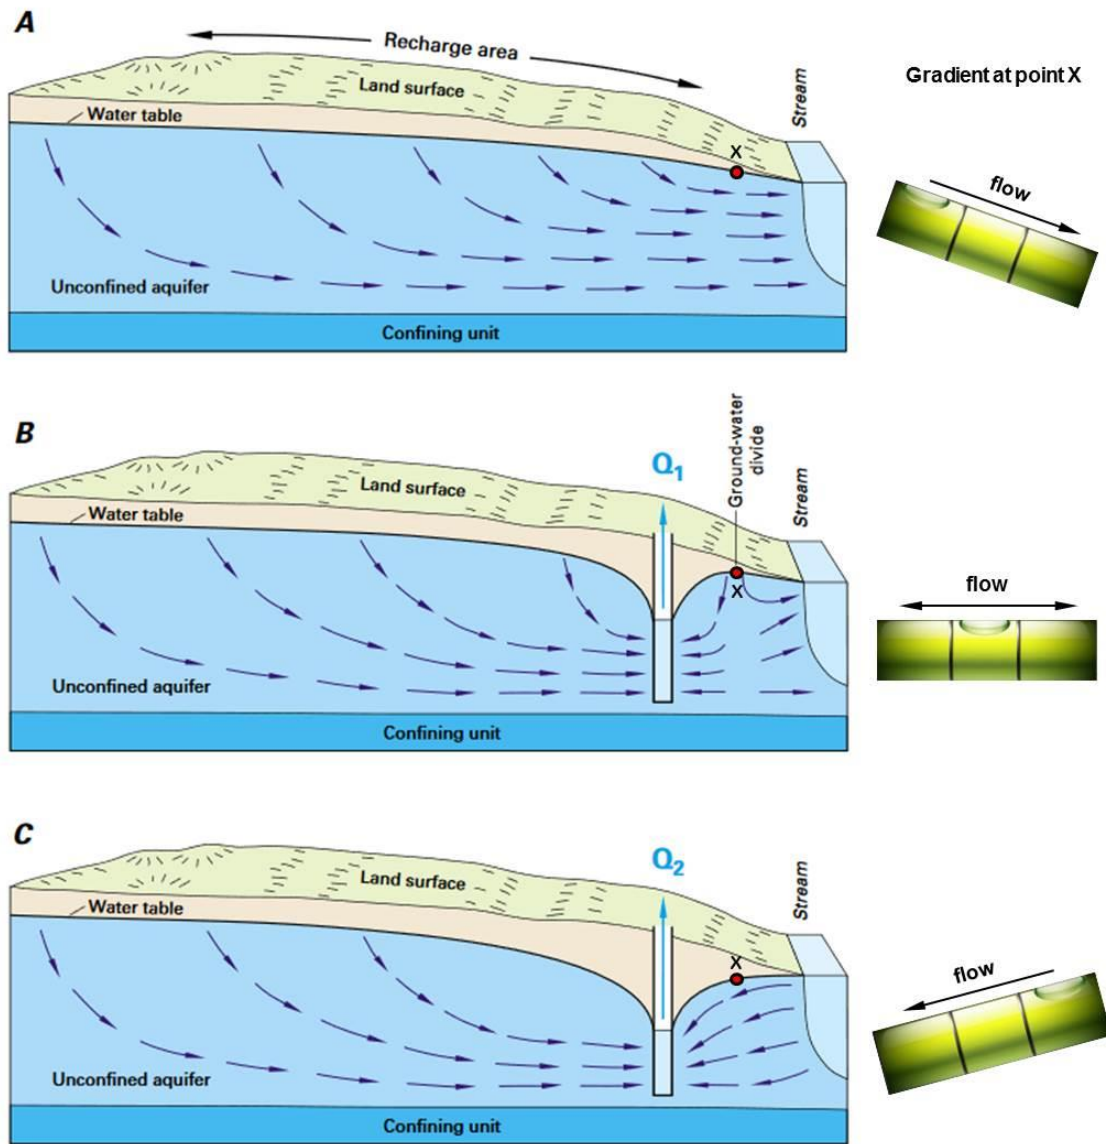 A
Recharge area
Land surface
Stream
Gradient at point X
Water table
X
flow
Unconfined aquifer
Confining unit
B
Ground-water
divide
Q1
Land surface
Stream
Water table
X
flow
Unconfined aquifer
Confining unit
C
Q2
Land surface
Stream
Water table
X
flow
Unconfined aquifer
Confining unit